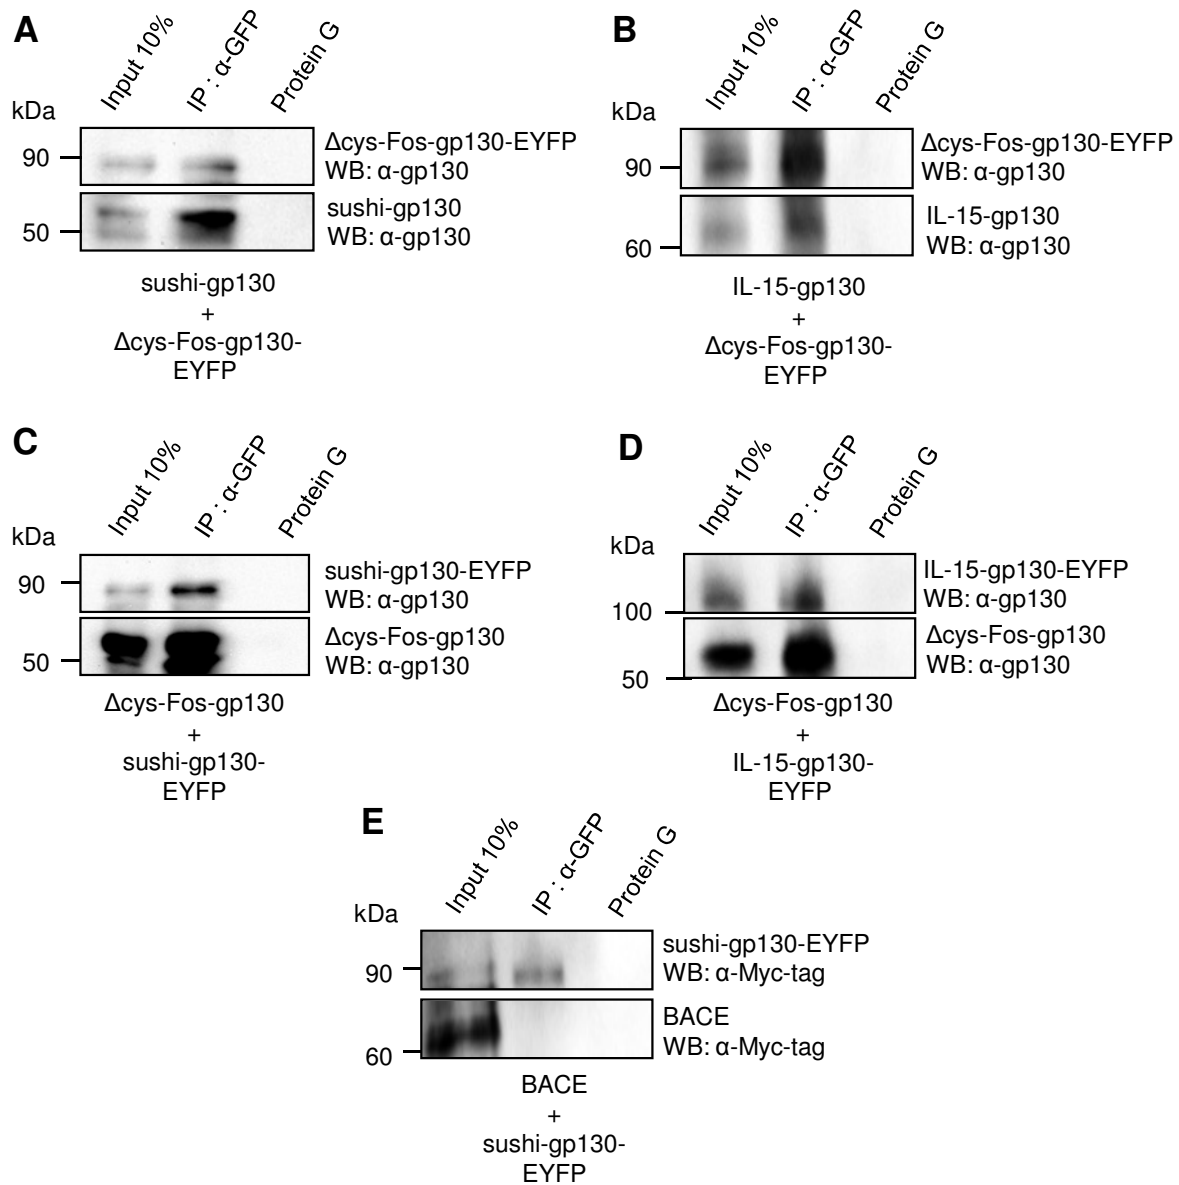 A
Input 10%
IP : α-GFP
Protein G
kDa
90
50
Δcys-Fos-gp130-EYFP
WB: α-gp130
sushi-gp130
WB: α-gp130
sushi-gp130
+
Δcys-Fos-gp130-
EYFP
B
Input 10%
IP : α-GFP
Protein G
kDa
90
60
Δcys-Fos-gp130-EYFP
WB: α-gp130
IL-15-gp130
WB: α-gp130
IL-15-gp130
+
Δcys-Fos-gp130-
EYFP
C
Input 10%
IP : α-GFP
Protein G
kDa
90
50
sushi-gp130-EYFP
WB: α-gp130
Δcys-Fos-gp130
WB: α-gp130
Δcys-Fos-gp130
+
sushi-gp130-
EYFP
D
Input 10%
IP : α-GFP
Protein G
kDa
100
50
IL-15-gp130-EYFP
WB: α-gp130
Δcys-Fos-gp130
WB: α-gp130
Δcys-Fos-gp130
+
IL-15-gp130-
EYFP
E
Input 10%
IP : α-GFP
Protein G
kDa
90
60
sushi-gp130-EYFP
WB: α-Myc-tag
BACE
WB: α-Myc-tag
BACE
+
sushi-gp130-
EYFP